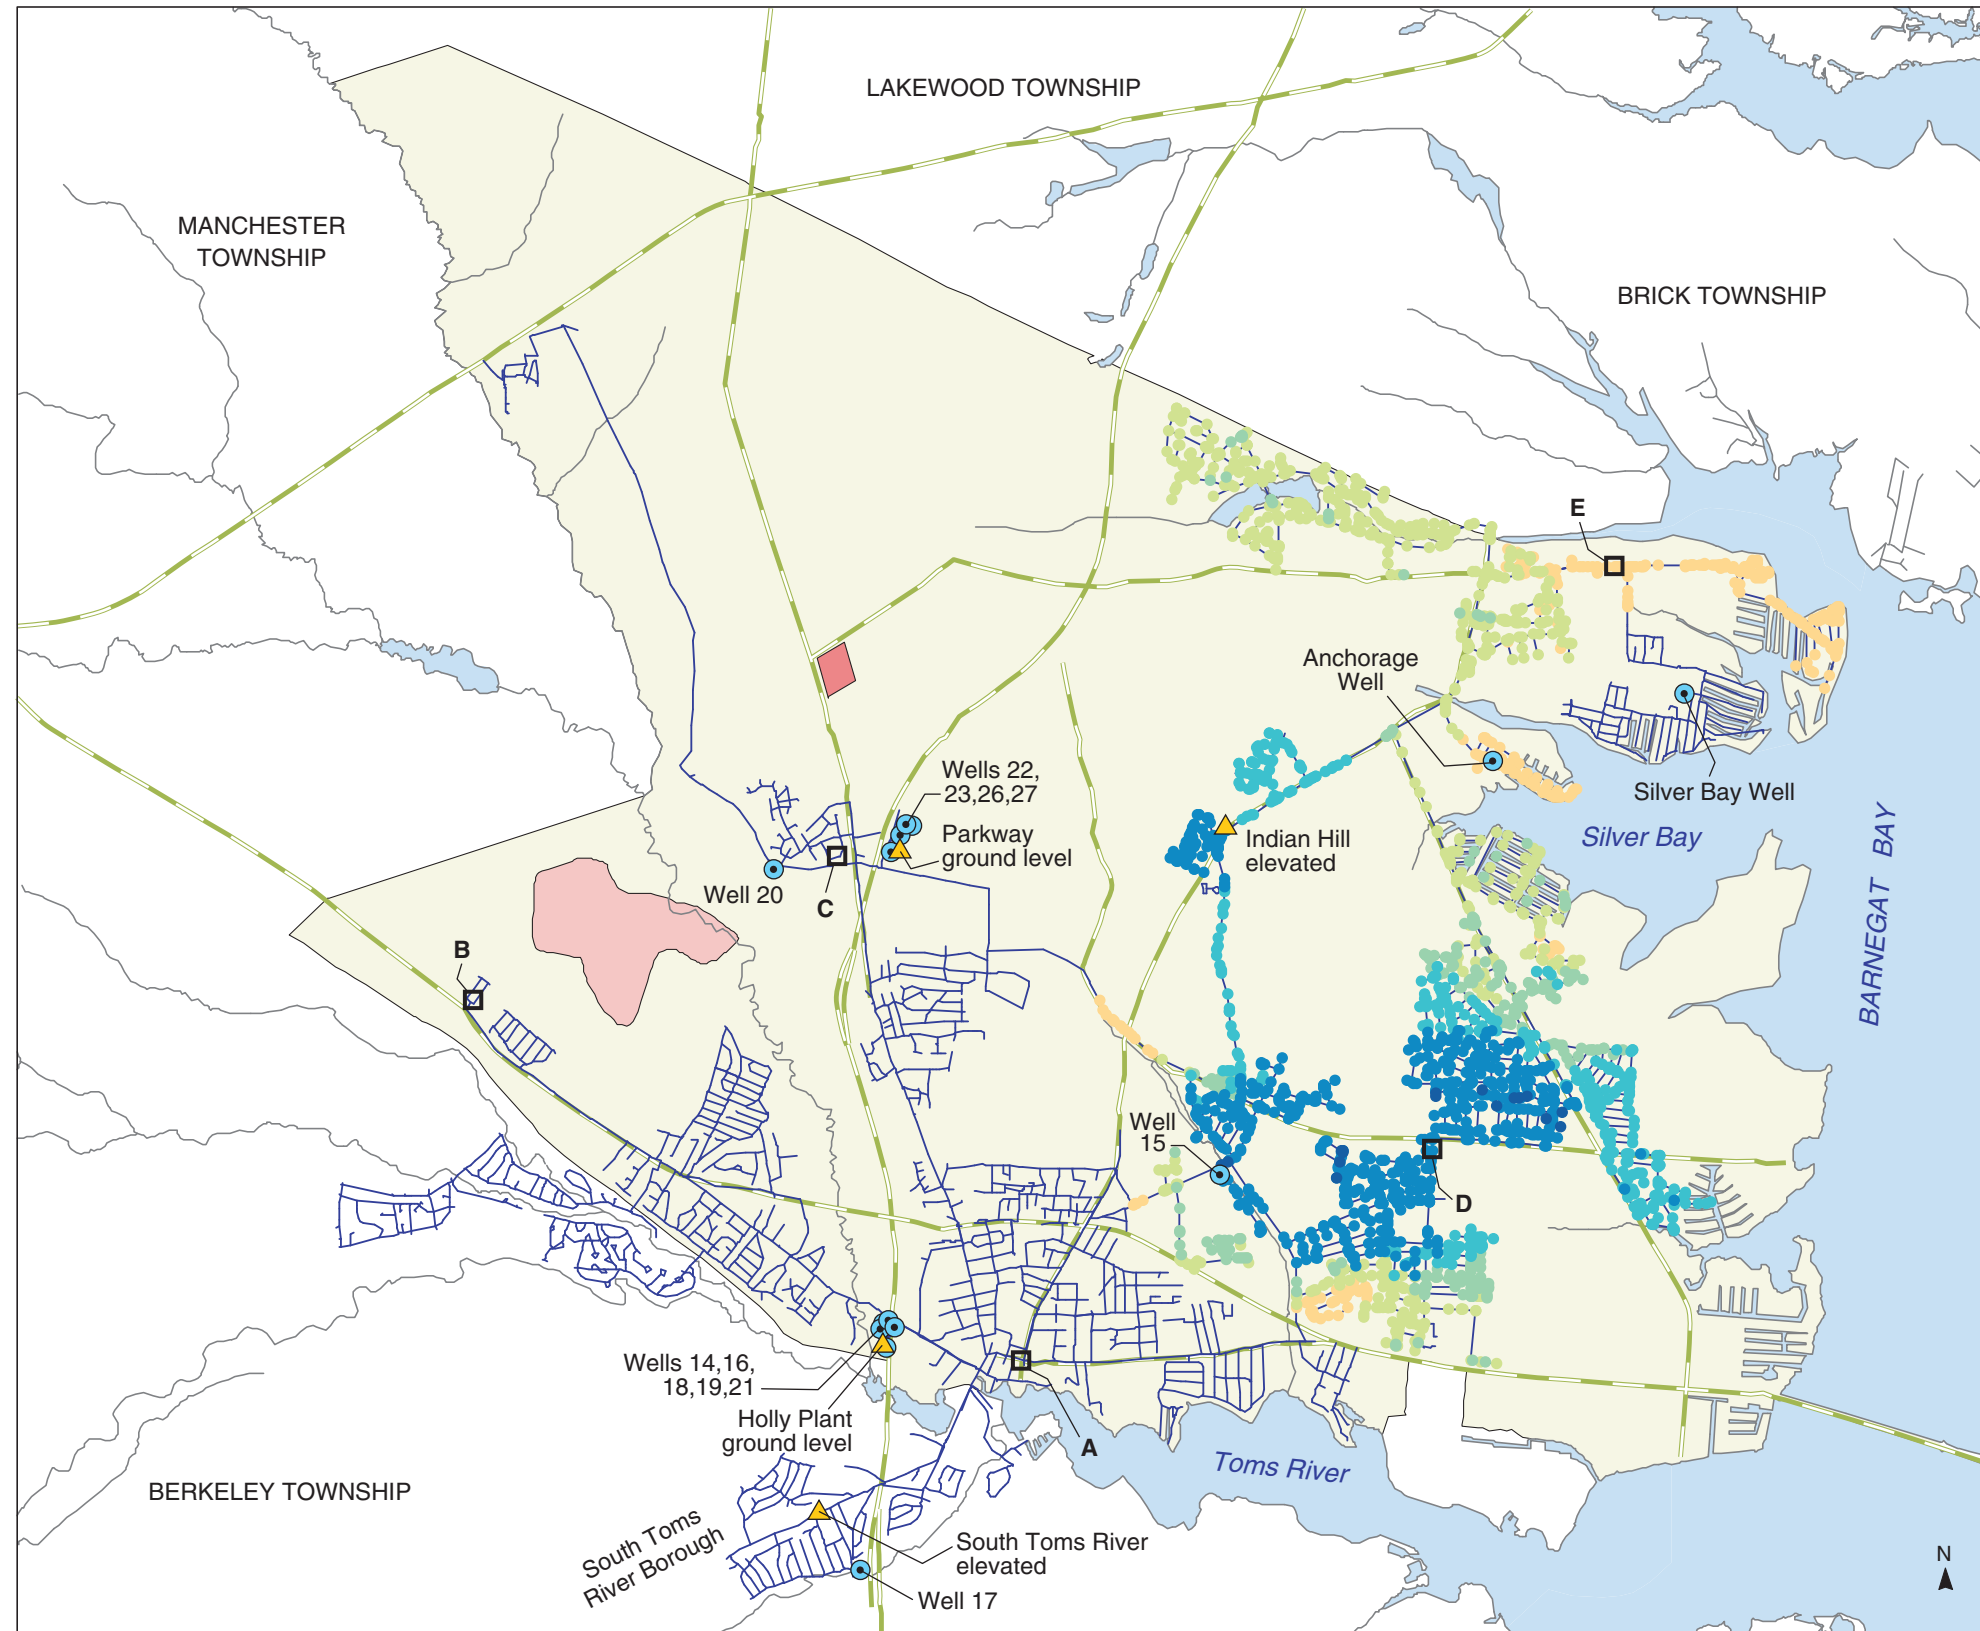 LAKEWOOD TOWNSHIP
MANCHESTER
TOWNSHIP
BRICK TOWNSHIP
E
Anchorage
Well
Wells 22,
23,26,27
Silver Bay Well
Parkway
ground level
Indian Hill
elevated
Silver Bay
BARNEGAT BAY
Well 20
C
B
Well
15
D
Wells 14,16,
18,19,21
Holly Plant
ground level
A
Toms River
BERKELEY TOWNSHIP
South Toms
River Borough
South Toms River
elevated
Well 17
N